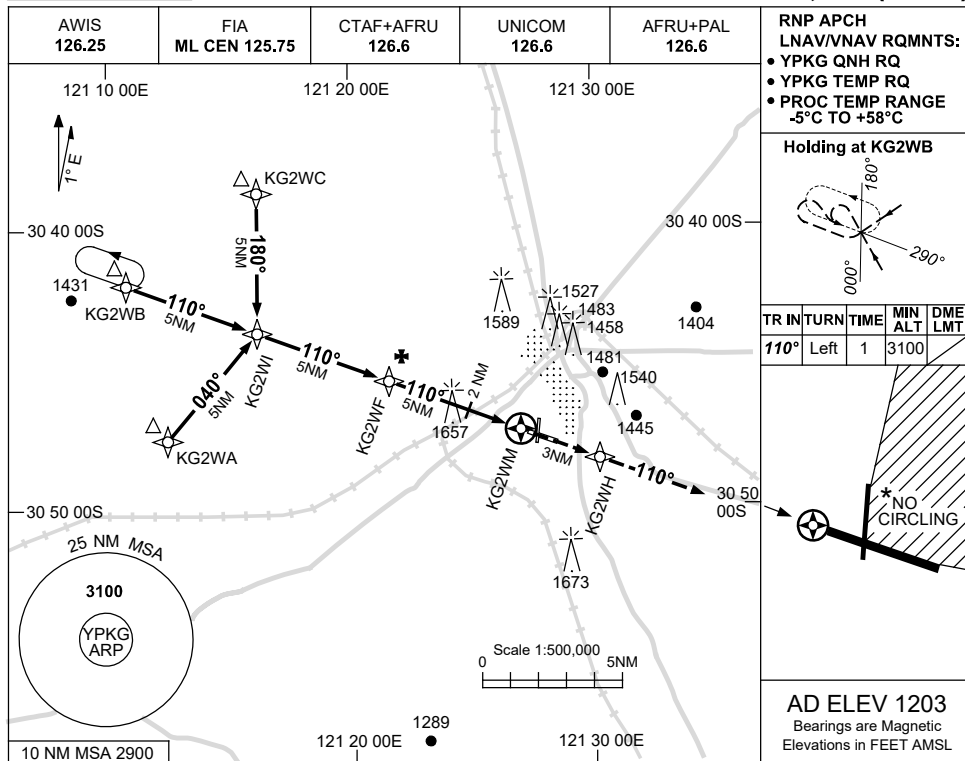 AWIS
126.25
FIA
ML CEN 125.75
CTAF+AFRU
126.6
UNICOM
126.6
AFRU+PAL
126.6
RNP APCH
LNAV/VNAV RQMNTS:
• YPKG QNH RQ
• YPKG TEMP RQ
• PROC TEMP RANGE
-5°C TO +58°C
121 10 00E
121 20 00E
121 30 00E
1° E
KG2WC
30 40 00S
30 40 00S
180°
5NM
1431
KG2WB
110°
5NM
KG2WI
110°
5NM
040°
5NM
KG2WA
KG2WF
110°
5NM
2 NM
1657
KG2WM
3NM
KG2WH
110°
1589
1527
1483
1458
1481
1540
1445
1404
30 50 00S
30 50
00S
1673
25 NM MSA
3100
YPKG
ARP
Scale 1:500,000
0
5NM
1289
121 20 00E
121 30 00E
10 NM MSA 2900
Holding at KG2WB
180°
290°
000°
TR IN TURN TIME MIN ALT DME LMT
110° Left 1 3100
*NO
CIRCLING
AD ELEV 1203
Bearings are Magnetic
Elevations in FEET AMSL